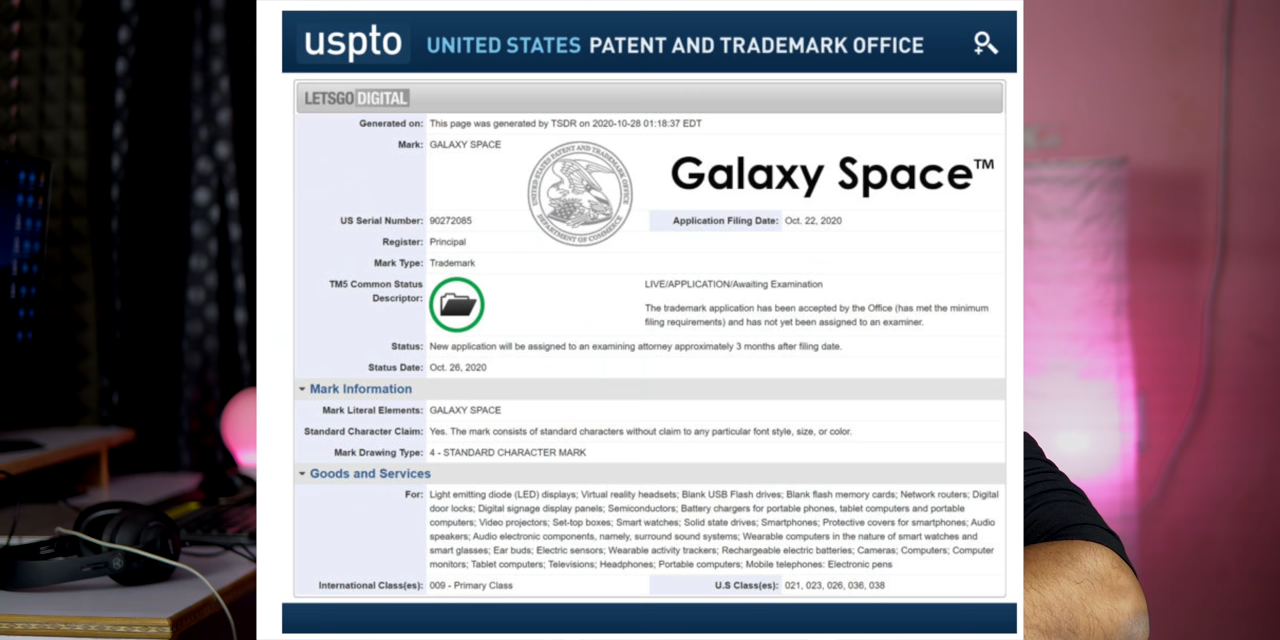 uspto UNITED STATES PATENT AND TRADEMARK OFFICE
LETSGO DIGITAL
Generated on: This page was generated by TSDR on 2020-10-28 01:18:37 EDT
Mark: GALAXY SPACE
UNITED STATES PATENT AND TRADEMARK OFFICE
DEPARTMENT OF COMMERCE
Galaxy Space™
US Serial Number: 90272085 Application Filing Date: Oct. 22, 2020
Register: Principal
Mark Type: Trademark
TM5 Common Status
Descriptor:
LIVE/APPLICATION/Awaiting Examination
The trademark application has been accepted by the Office (has met the minimum
filing requirements) and has not yet been assigned to an examiner.
Status: New application will be assigned to an examining attorney approximately 3 months after filing date.
Status Date: Oct. 26, 2020
Mark Information
Mark Literal Elements: GALAXY SPACE
Standard Character Claim: Yes. The mark consists of standard characters without claim to any particular font style, size, or color.
Mark Drawing Type: 4 - STANDARD CHARACTER MARK
Goods and Services
For: Light emitting diode (LED) displays; Virtual reality headsets; Blank USB Flash drives; Blank flash memory cards; Network routers; Digital
door locks; Digital signage display panels; Semiconductors; Battery chargers for portable phones, tablet computers and portable
computers; Video projectors; Set-top boxes; Smart watches; Solid state drives; Smartphones; Protective covers for smartphones; Audio
speakers; Audio electronic components, namely, surround sound systems; Wearable computers in the nature of smart watches and
smart glasses; Ear buds; Electric sensors; Wearable activity trackers; Rechargeable electric batteries; Cameras; Computers; Computer
monitors; Tablet computers; Televisions; Headphones; Portable computers; Mobile telephones: Electronic pens
International Class(es): 009 - Primary Class U.S Class(es): 021, 023, 026, 036, 038